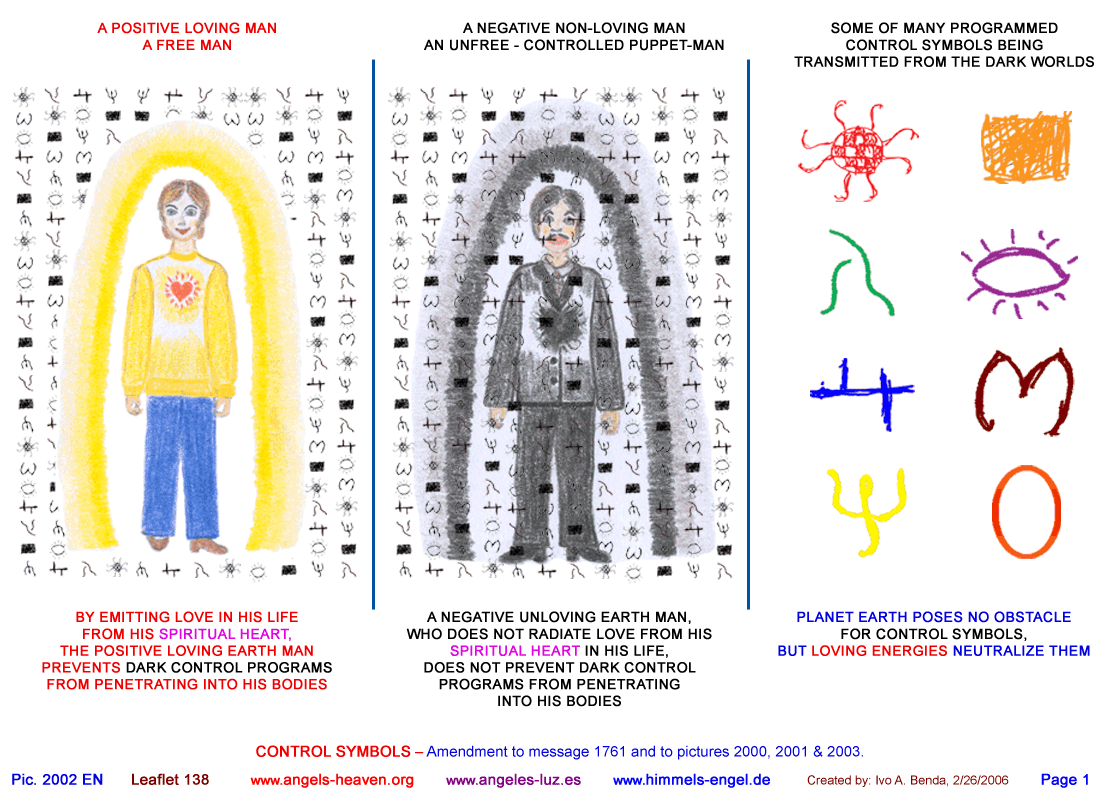 A POSITIVE LOVING MAN
A FREE MAN
A NEGATIVE NON-LOVING MAN
AN UNFREE - CONTROLLED PUPPET-MAN
SOME OF MANY PROGRAMMED
CONTROL SYMBOLS BEING
TRANSMITTED FROM THE DARK WORLDS
BY EMITTING LOVE IN HIS LIFE
FROM HIS SPIRITUAL HEART,
THE POSITIVE LOVING EARTH MAN
PREVENTS DARK CONTROL PROGRAMS
FROM PENETRATING INTO HIS BODIES
A NEGATIVE UNLOVING EARTH MAN,
WHO DOES NOT RADIATE LOVE FROM HIS
SPIRITUAL HEART IN HIS LIFE,
DOES NOT PREVENT DARK CONTROL
PROGRAMS FROM PENETRATING
INTO HIS BODIES
PLANET EARTH POSES NO OBSTACLE
FOR CONTROL SYMBOLS,
BUT LOVING ENERGIES NEUTRALIZE THEM
CONTROL SYMBOLS – Amendment to message 1761 and to pictures 2000, 2001 & 2003.
Pic. 2002 EN Leaflet 138 www.angels-heaven.org www.angeles-luz.es www.himmels-engel.de Created by: Ivo A. Benda, 2/26/2006 Page 1